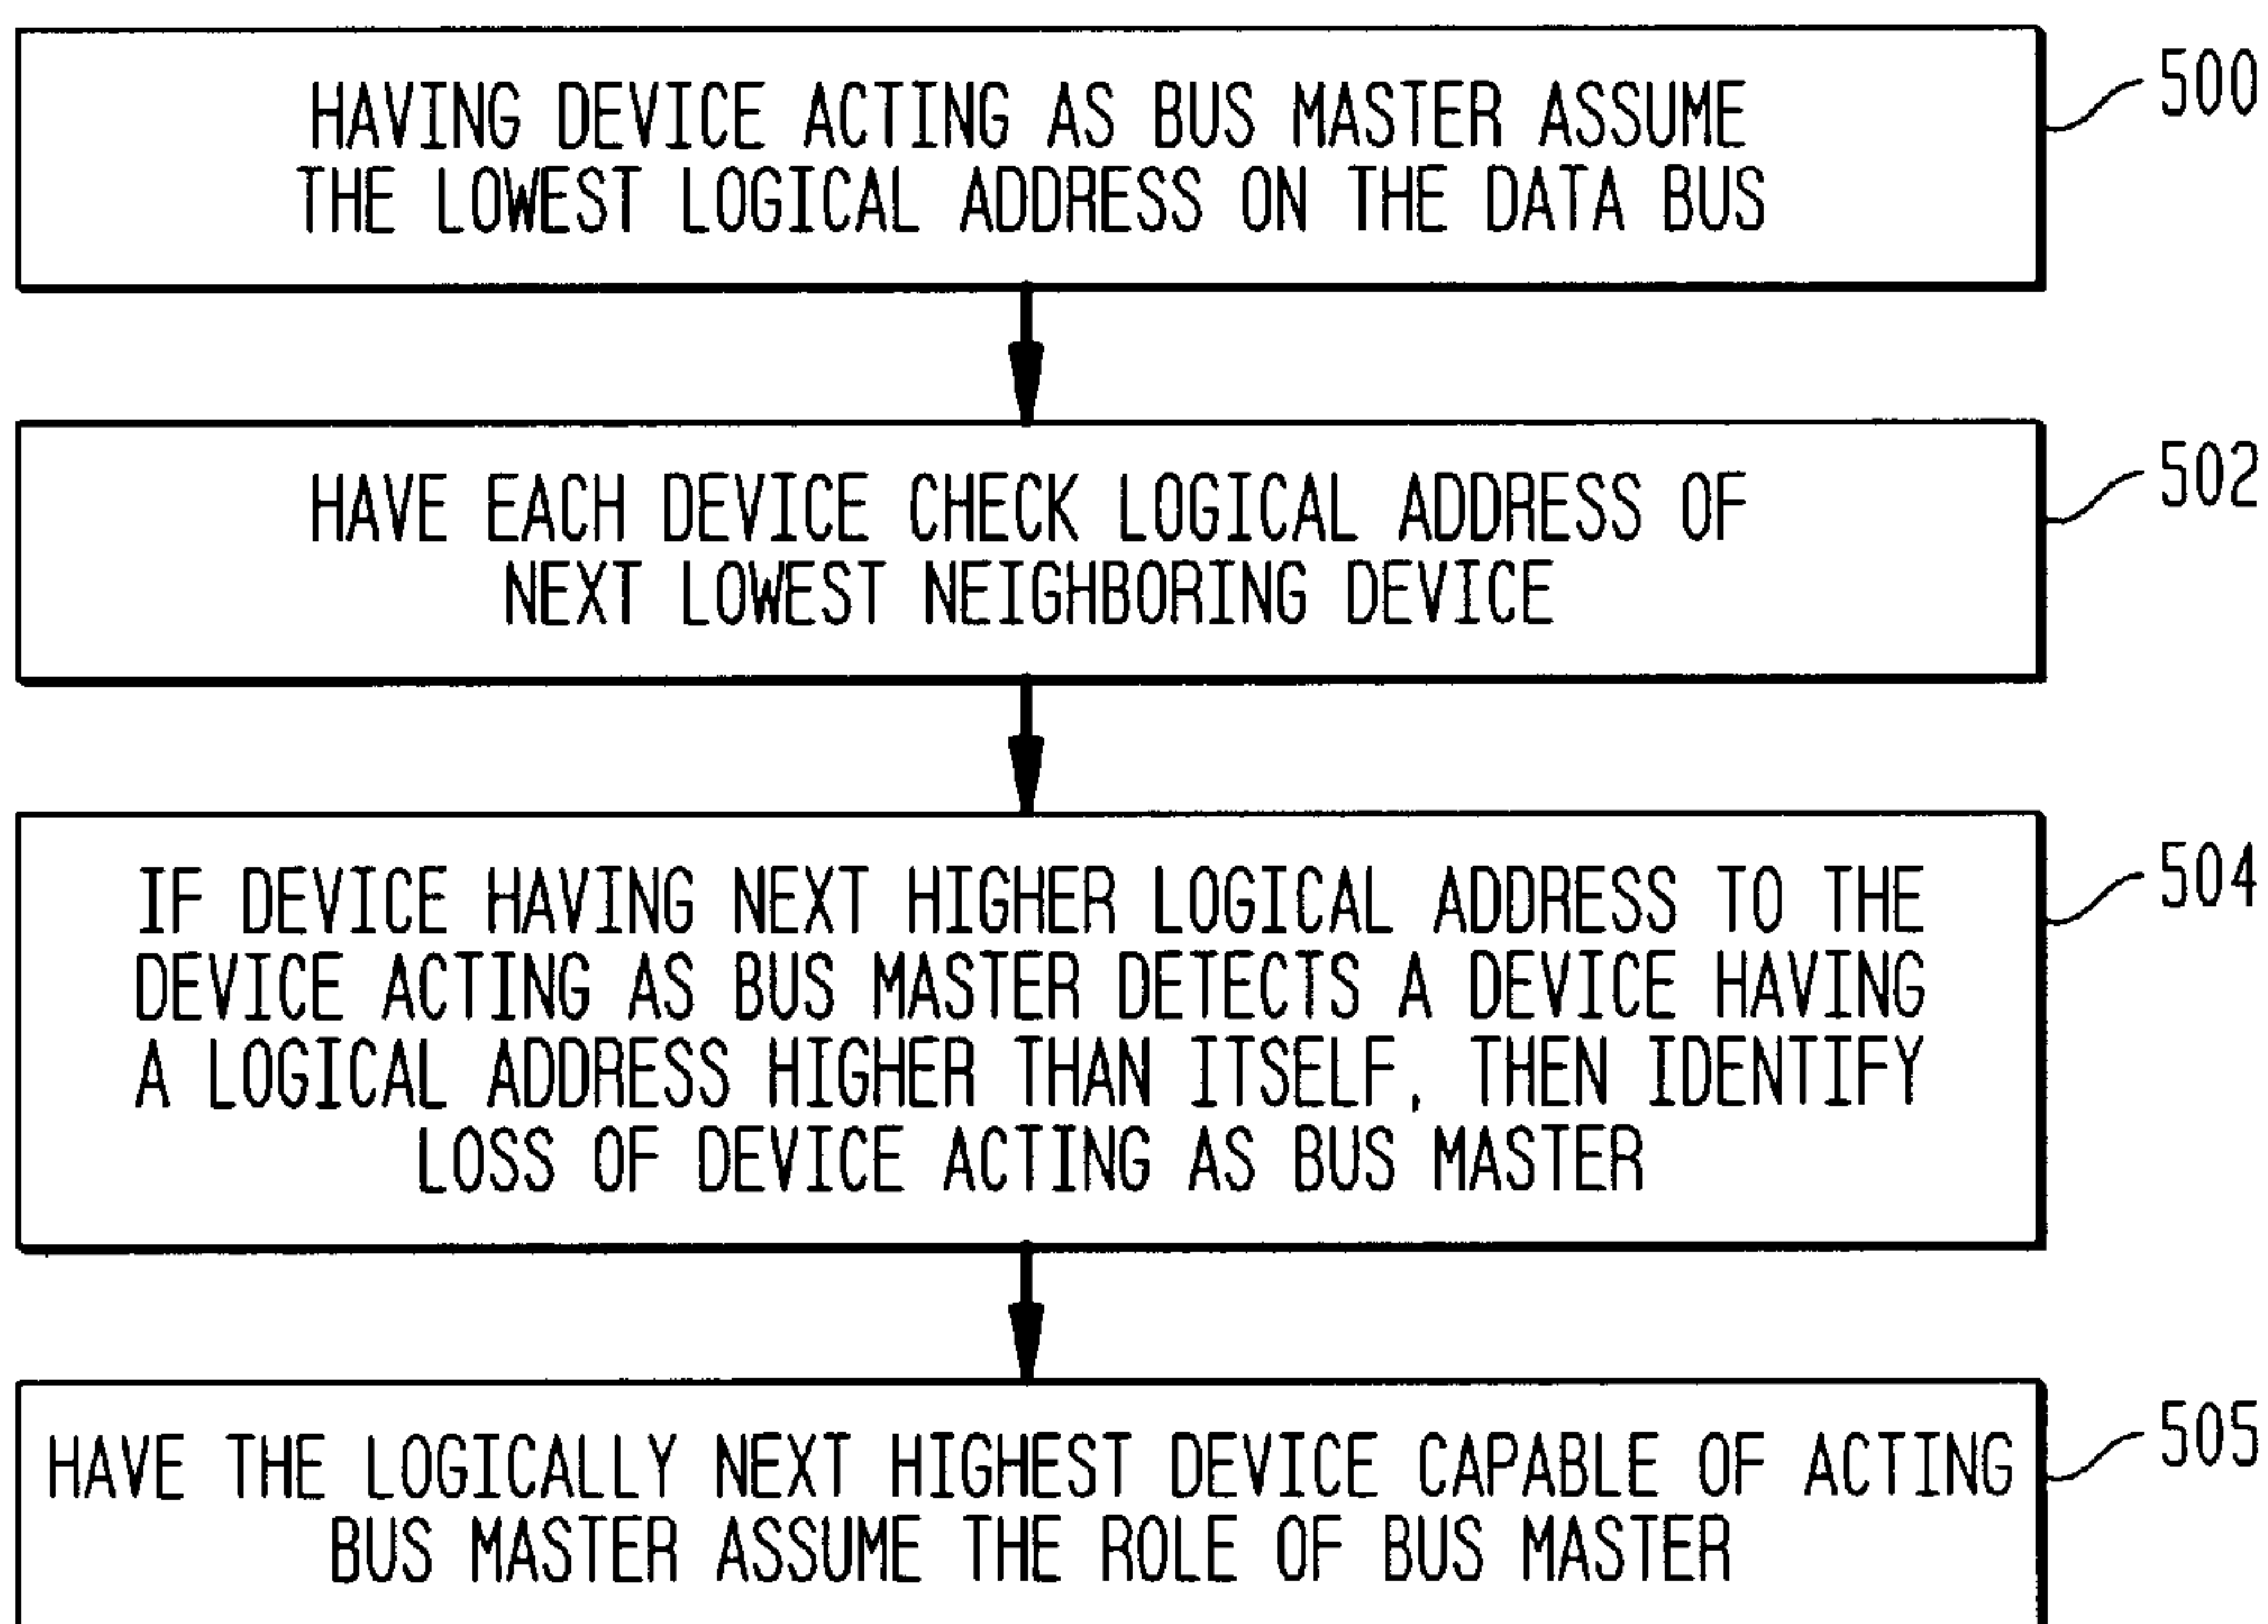 HAVING DEVICE ACTING AS BUS MASTER ASSUME
THE LOWEST LOGICAL ADDRESS ON THE DATA BUS
500
HAVE EACH DEVICE CHECK LOGICAL ADDRESS OF
NEXT LOWEST NEIGHBORING DEVICE
502
IF DEVICE HAVING NEXT HIGHER LOGICAL ADDRESS TO THE
DEVICE ACTING AS BUS MASTER DETECTS A DEVICE HAVING
A LOGICAL ADDRESS HIGHER THAN ITSELF, THEN IDENTIFY
LOSS OF DEVICE ACTING AS BUS MASTER
504
HAVE THE LOGICALLY NEXT HIGHEST DEVICE CAPABLE OF ACTING
BUS MASTER ASSUME THE ROLE OF BUS MASTER
505